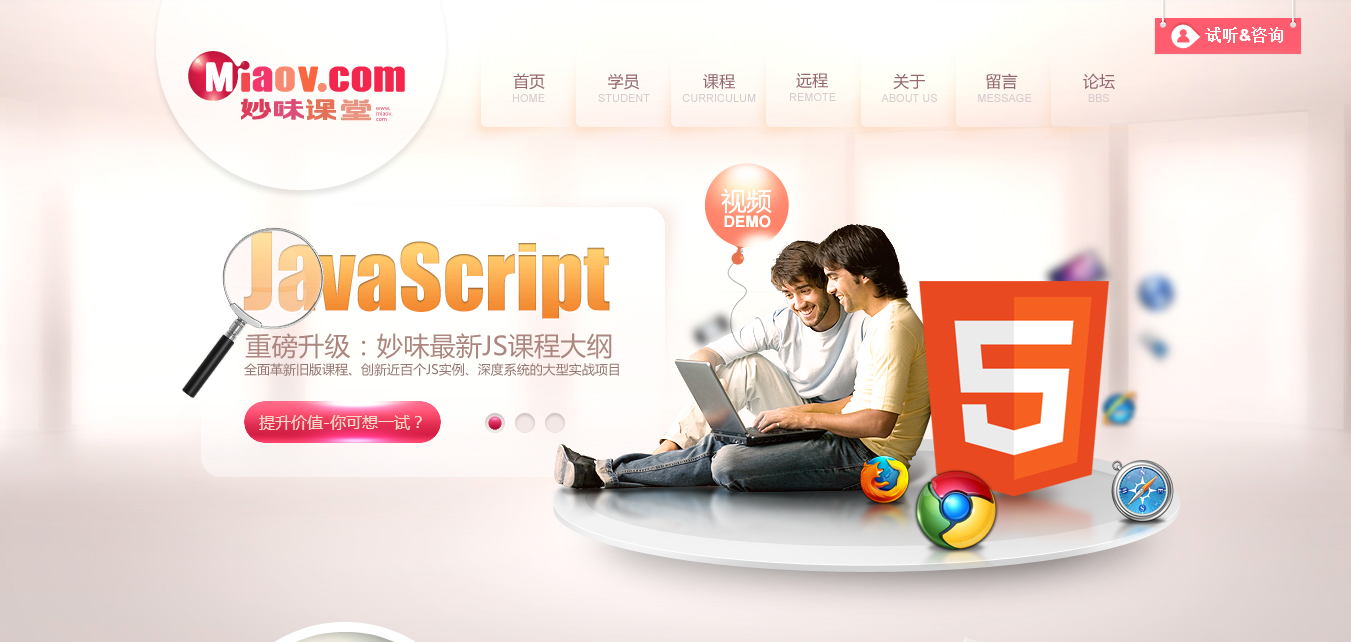 试听&咨询
Miaov.com
妙味课堂
www.
miaov.
com
首页
HOME
学员
STUDENT
课程
CURRICULUM
远程
REMOTE
关于
ABOUT US
留言
MESSAGE
论坛
BBS
视频
DEMO
JavaScript
重磅升级：妙味最新JS课程大纲
全面革新旧版课程、创新近百个JS实例、深度系统的大型实战项目
提升价值-你可想一试？
5